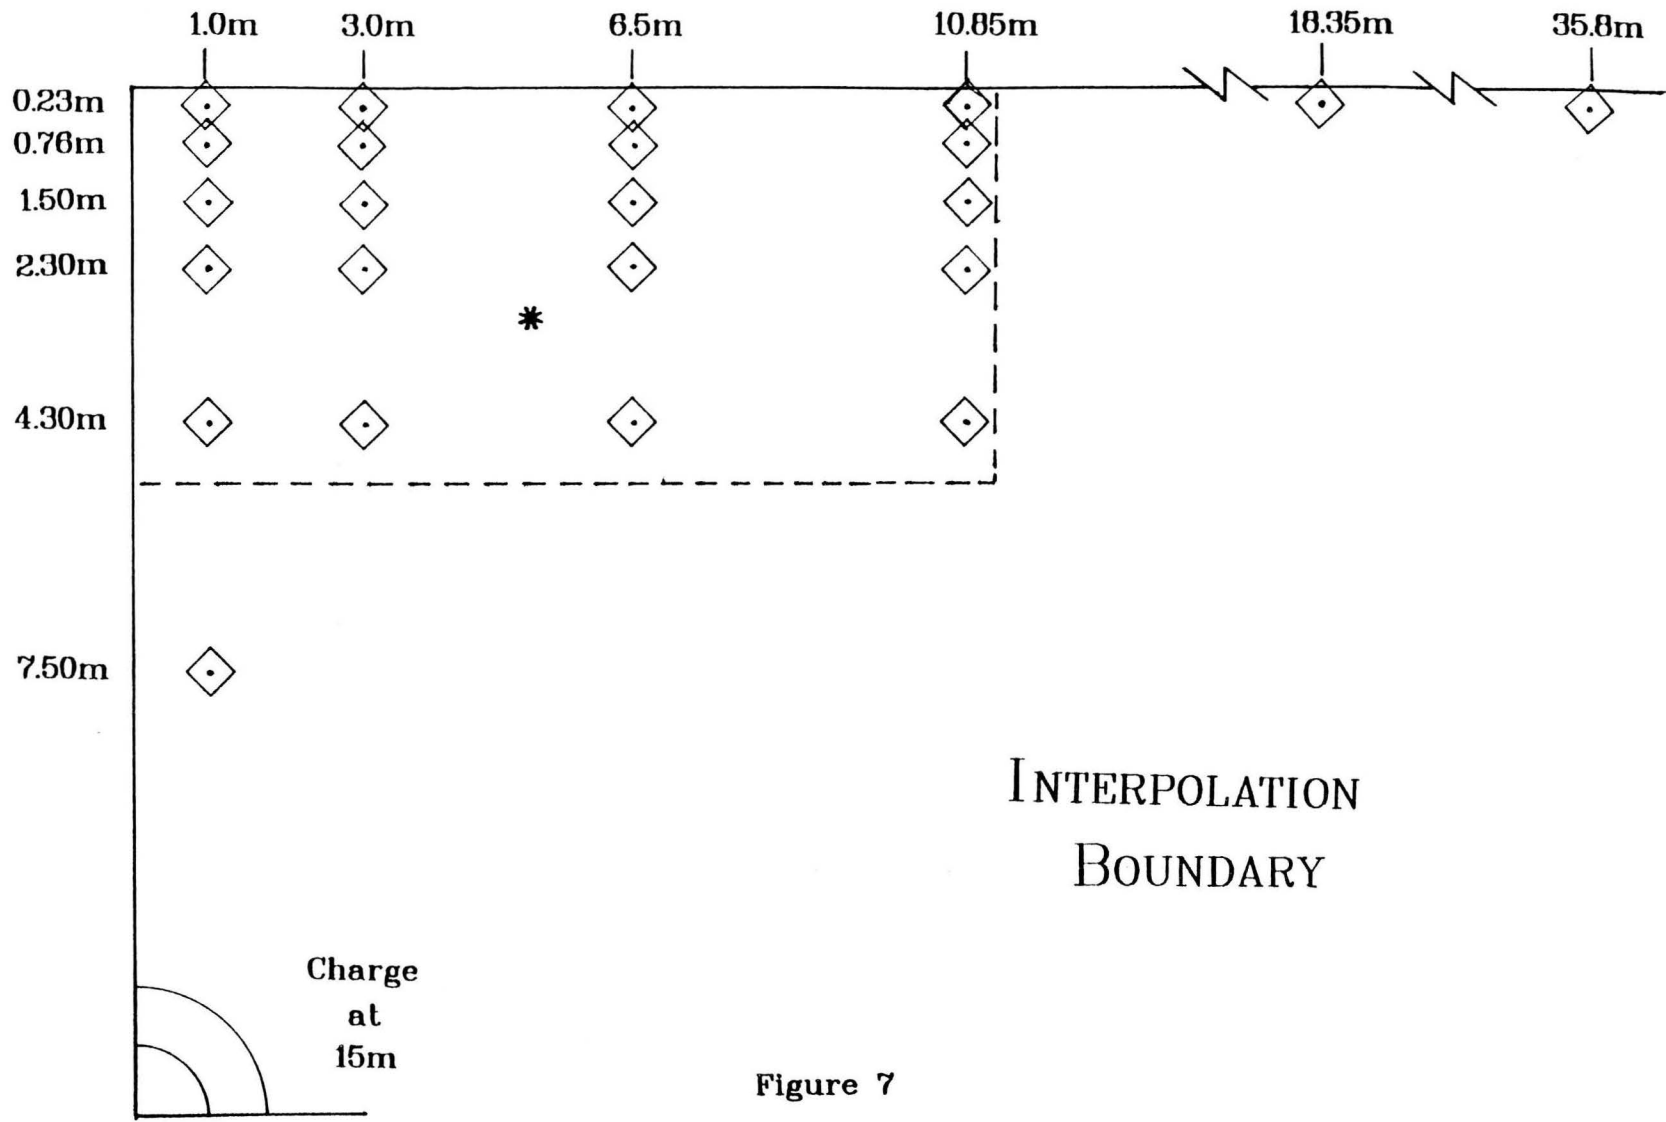 1.0m 3.0m 6.5m 10.85m 18.35m 35.8m
0.23m
0.76m
1.50m
2.30m
*
4.30m
7.50m
INTERPOLATION
BOUNDARY
Charge
at
15m
Figure 7